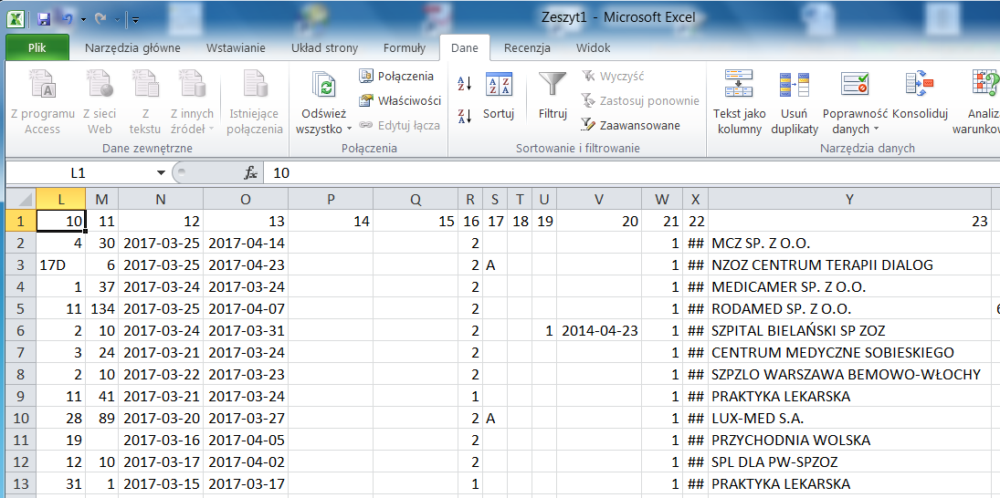 Zeszyt1 - Microsoft Excel
Plik Narzędzia główne Wstawianie Układ strony Formuły Dane Recenzja Widok
Z programu Access
Z sieci Web
Z tekstu
Z innych źródeł
Istniejące połączenia
Dane zewnętrzne
Odśwież wszystko
Połączenia
Właściwości
Edytuj łącza
Połączenia
Sortuj
Filtruj
Wyczyść
Zastosuj ponownie
Zaawansowane
Sortowanie i filtrowanie
Tekst jako kolumny
Usuń duplikaty
Poprawność danych
Konsoliduj
Analiza warunkow
Narzędzia danych
L1 fx 10
L M N O P Q R S T U V W X Y
1 10 11 12 13 14 15 16 17 18 19 20 21 22 23
2 4 30 2017-03-25 2017-04-14 2 1 ## MCZ SP. Z O.O.
3 17D 6 2017-03-25 2017-04-23 2 A 1 ## NZOZ CENTRUM TERAPII DIALOG
4 1 37 2017-03-24 2017-03-24 2 1 ## MEDICAMER SP. Z O.O.
5 11 134 2017-03-25 2017-04-07 2 1 ## RODAMED SP. Z O.O. 6
6 2 10 2017-03-24 2017-03-31 2 1 2014-04-23 1 ## SZPITAL BIELAŃSKI SP ZOZ
7 3 24 2017-03-21 2017-03-24 2 1 ## CENTRUM MEDYCZNE SOBIESKIEGO
8 2 10 2017-03-22 2017-03-23 2 1 ## SZPZLO WARSZAWA BEMOWO-WŁOCHY
9 11 41 2017-03-21 2017-03-24 1 1 ## PRAKTYKA LEKARSKA
10 28 89 2017-03-20 2017-03-27 2 A 1 ## LUX-MED S.A.
11 19 2017-03-16 2017-04-05 2 1 ## PRZYCHODNIA WOLSKA
12 12 10 2017-03-17 2017-04-02 2 1 ## SPL DLA PW-SPZOZ
13 31 1 2017-03-15 2017-03-17 1 1 ## PRAKTYKA LEKARSKA